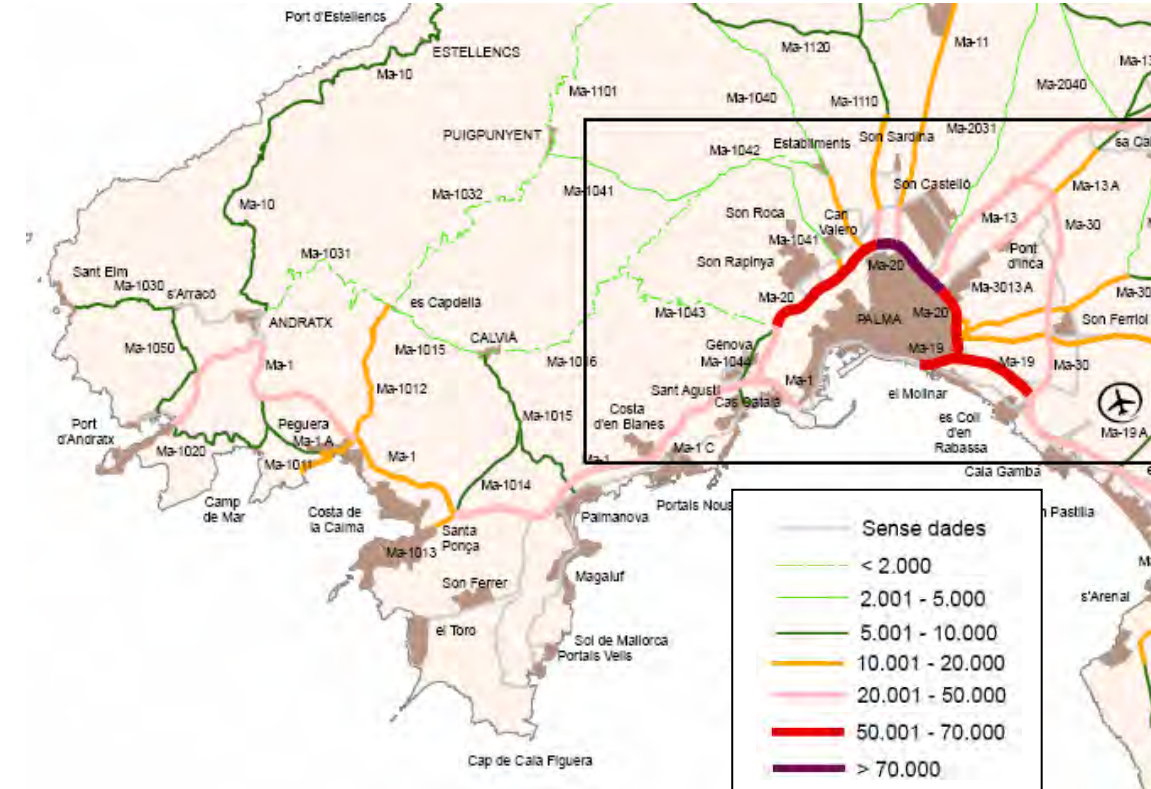 Port d'Estellencs
Ma-11
Ma-1120
ESTELLENCS
Ma-10
Ma-13
Ma-2040
Ma-1101
Ma-1040
Ma-1110
PUIGPUNYENT
Ma-2031
Son Sardina
Establiments
Ma-1042
sa Cal
Ma-1041
Ma-1032
Son Castelló
Ma-13 A
Ma-10
Son Roca
Can
Valero
Ma-13
Ma-30
Ma-1041
Pont
d'Inca
Ma-1031
Son Rapinya
Ma-20
Sant Elm
Ma-1030
s'Arracó
Ma-20
Ma-3013 A
Ma-30
es Capdellà
Ma-1043
Ma-20
PALMA
Son Ferriol
ANDRATX
CALVIÀ
Ma-1050
Ma-1015
Gènova
Ma-19
Ma-1
Ma-1016
Ma-1044
Ma-19
Ma-30
Ma-1012
Sant Agustí
Ma-1
el Molinar
Cas Català
Costa
d'en Blanes
Port
d'Andratx
Peguera
Ma-1 A
Ma-1015
es Coll
d'en
Rabassa
Ma-19 A
Ma-1020
Ma-1011
Ma-1
Ma-1 C
Ma-1
Cala Gamba
Ma-1014
Camp
de Mar
Costa de
la Calma
Palmanova
Portals Nous
Pastilla
Santa
Ponça
Ma-1013
Magaluf
Son Ferrer
s'Arenal
el Toro
Sol de Mallorca
Portals Vells
Cap de Cala Figuera
Sense dades
< 2.000
2.001 - 5.000
5.001 - 10.000
10.001 - 20.000
20.001 - 50.000
50.001 - 70.000
> 70.000